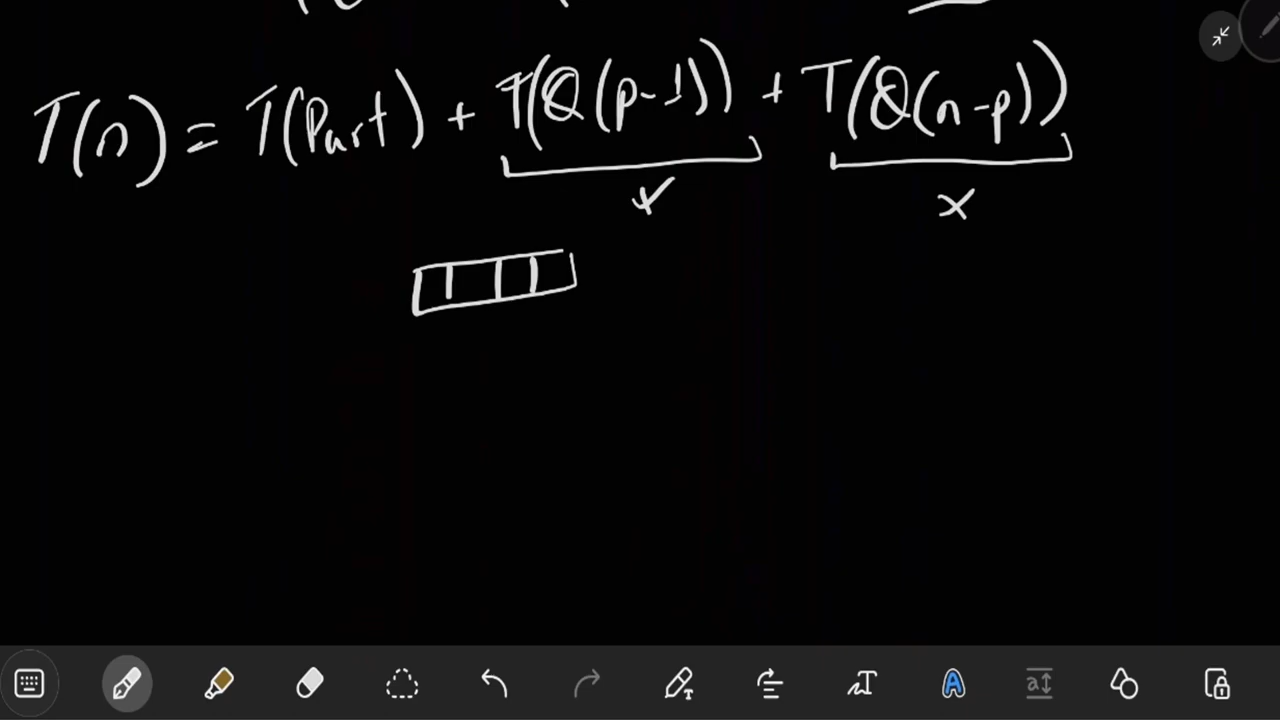 T(n) = T(Part) + T(Q(p-1)) + T(Q(n-p))
x x